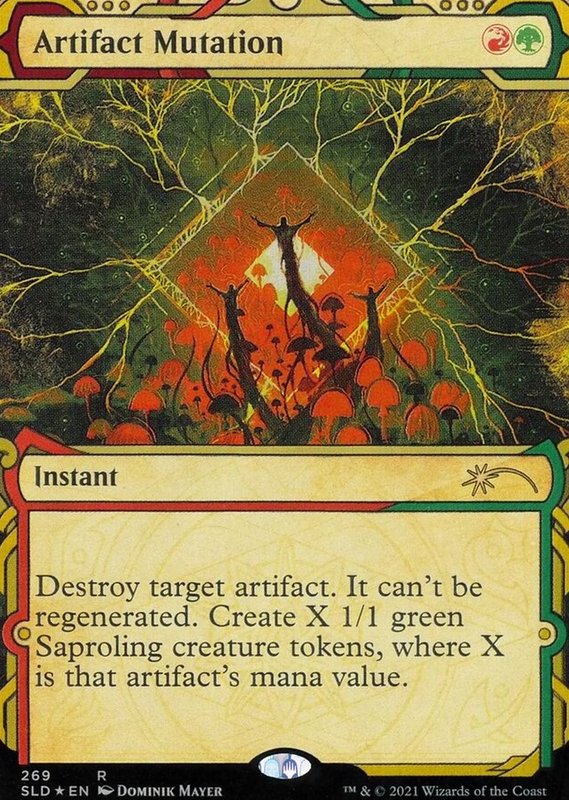 Artifact Mutation
Instant
Destroy target artifact. It can't be
regenerated. Create X 1/1 green
Saproling creature tokens, where X
is that artifact's mana value.
269 R
SLD ★ EN Dominik Mayer
™ & © 2021 Wizards of the Coast